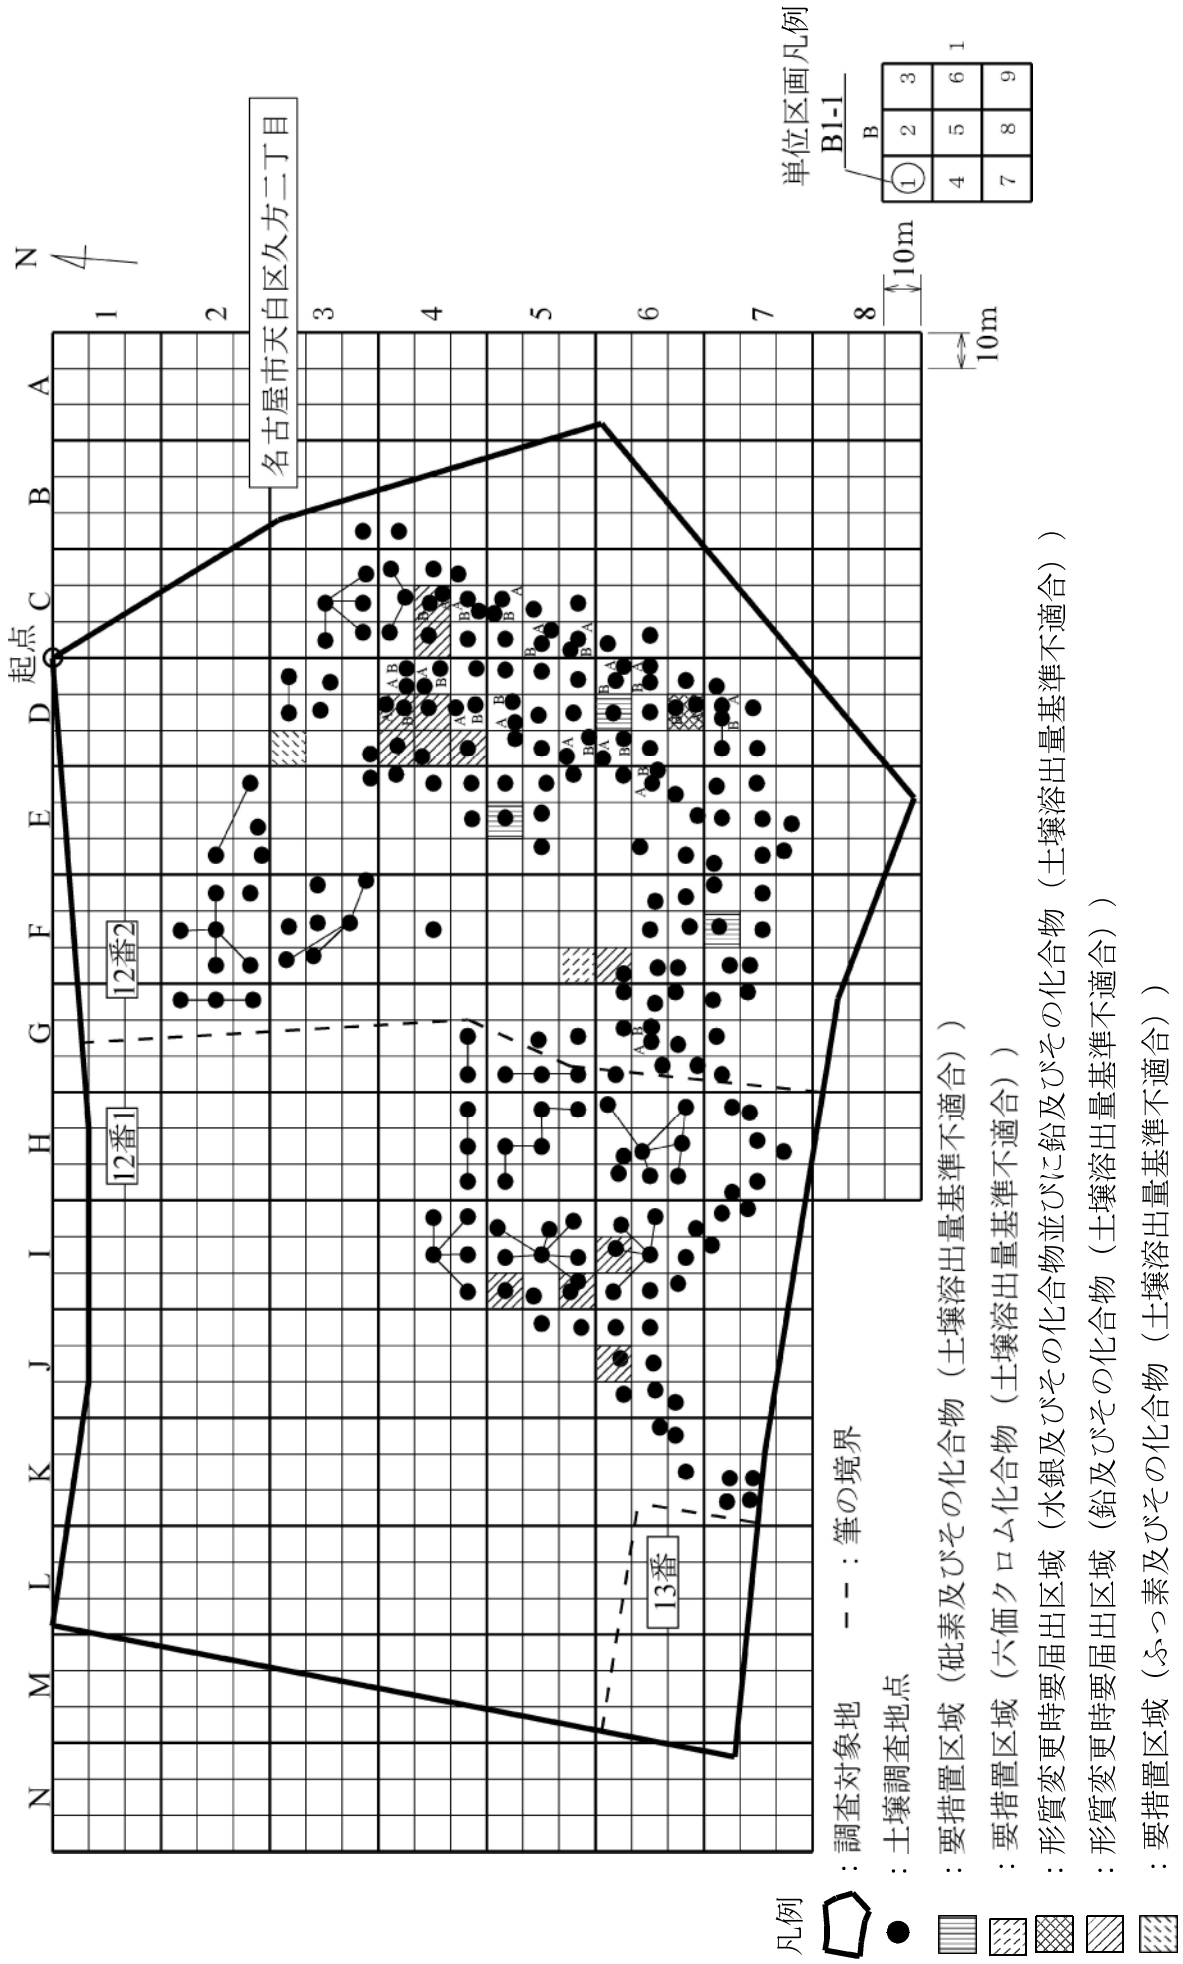 N
A
B
C
D
E
F
G
H
I
J
K
L
M
N
1
2
3
4
5
6
7
8
起点
名古屋市天白区久方二丁目
12番2
12番1
13番
10m
10m
単位区画凡例
B1-1
B
1 2 3
4 5 6
7 8 9
1
凡例
：調査対象地 －－：筆の境界
：土壌調査地点
：要措置区域（砒素及びその化合物（土壌溶出量基準不適合））
：要措置区域（六価クロム化合物（土壌溶出量基準不適合））
：形質変更時要届出区域（水銀及びその化合物並びに鉛及びその化合物（土壌溶出量基準不適合））
：形質変更時要届出区域（鉛及びその化合物（土壌溶出量基準不適合））
：要措置区域（ふっ素及びその化合物（土壌溶出量基準不適合））